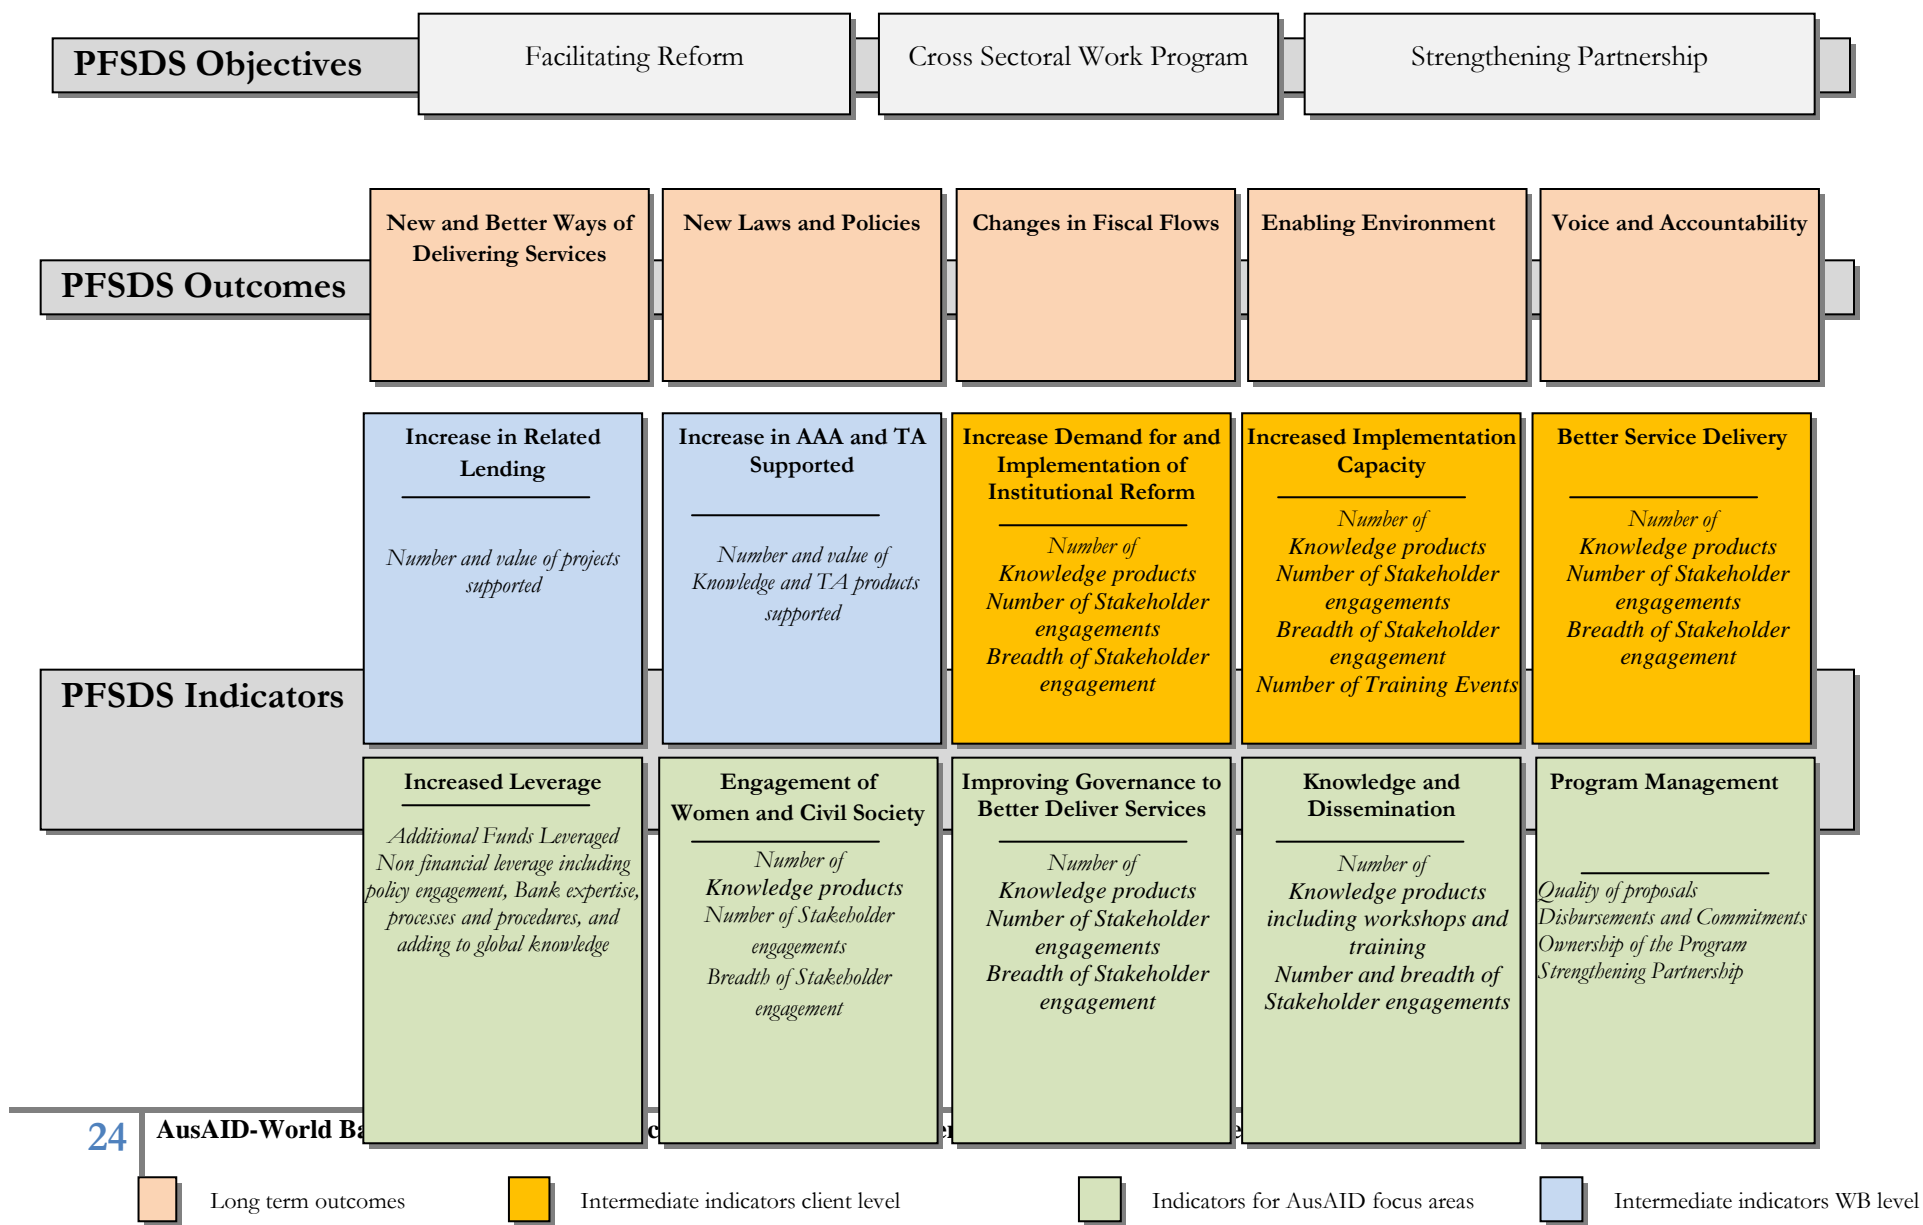 PFSDS Objectives
Facilitating Reform
Cross Sectoral Work Program
Strengthening Partnership
PFSDS Outcomes
New and Better Ways of
Delivering Services
New Laws and Policies
Changes in Fiscal Flows
Enabling Environment
Voice and Accountability
PFSDS Indicators
Increase in Related
Lending
Number and value of projects
supported
Increase in AAA and TA
Supported
Number and value of
Knowledge and TA products
supported
Increase Demand for and
Implementation of
Institutional Reform
Number of
Knowledge products
Number of Stakeholder
engagements
Breadth of Stakeholder
engagement
Increased Implementation
Capacity
Number of
Knowledge products
Number of Stakeholder
engagements
Breadth of Stakeholder
engagement
Number of Training Events
Better Service Delivery
Number of
Knowledge products
Number of Stakeholder
engagements
Breadth of Stakeholder
engagement
Increased Leverage
Additional Funds Leveraged
Non financial leverage including
policy engagement, Bank expertise,
processes and procedures, and
adding to global knowledge
Engagement of
Women and Civil Society
Number of
Knowledge products
Number of Stakeholder
engagements
Breadth of Stakeholder
engagement
Improving Governance to
Better Deliver Services
Number of
Knowledge products
Number of Stakeholder
engagements
Breadth of Stakeholder
engagement
Knowledge and
Dissemination
Number of
Knowledge products
including workshops and
training
Number and breadth of
Stakeholder engagements
Program Management
Quality of proposals
Disbursements and Commitments
Ownership of the Program
Strengthening Partnership
24
AusAID-World
Long term outcomes
Intermediate indicators client level
Indicators for AusAID focus areas
Intermediate indicators WB level